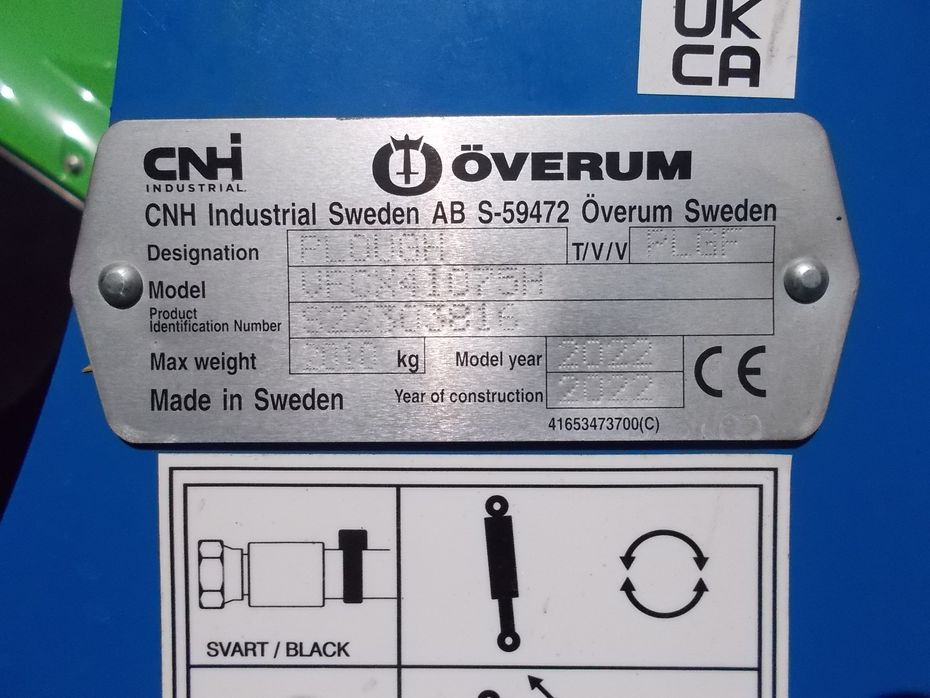 UK
CA
CNH
INDUSTRIAL
ÖVERUM
CNH Industrial Sweden AB S-59472 Överum Sweden
Designation PLOUGH T/V/V PLGF
Model
Product
Identification Number
Max weight kg Model year 2022
Made in Sweden Year of construction 2022
CE
41653473700(C)
SVART / BLACK